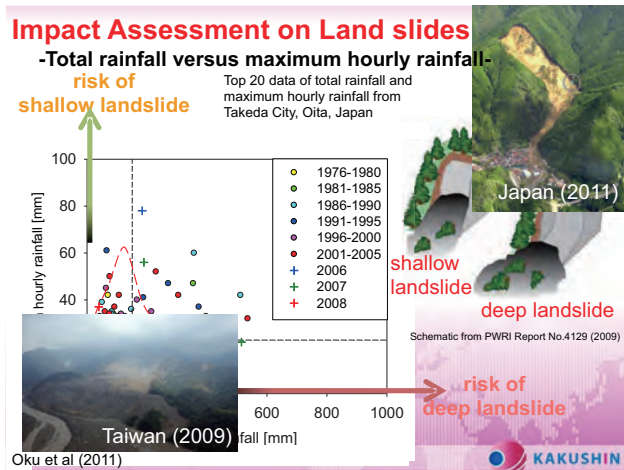 Impact Assessment on Land slides
-Total rainfall versus maximum hourly rainfall-
risk of
shallow landslide
Top 20 data of total rainfall and
maximum hourly rainfall from
Takeda City, Oita, Japan
Japan (2011)
100
80
60
40
hourly rainfall [mm]
1976-1980
1981-1985
1986-1990
1991-1995
1996-2000
2001-2005
2006
2007
2008
shallow
landslide
deep landslide
Schematic from PWRI Report No.4129 (2009)
Taiwan (2009)
600
1000
[mm]
risk of
deep landslide
Oku et al (2011)
KAKUSHIN